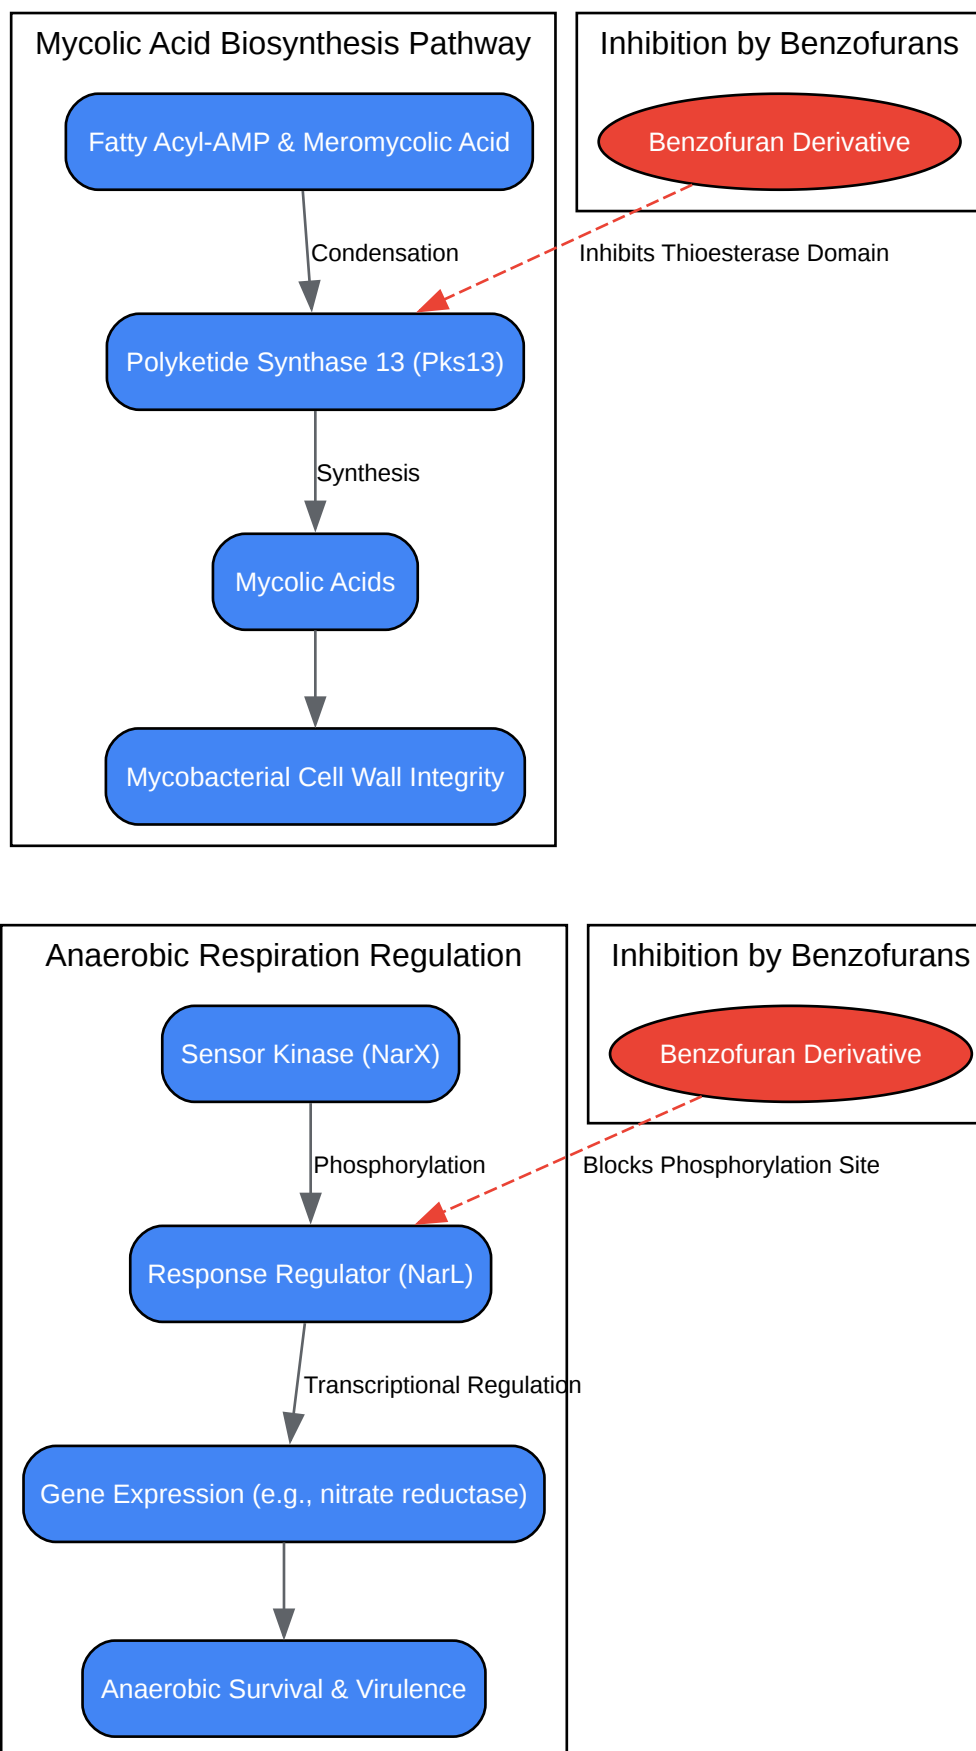 Mycolic Acid Biosynthesis Pathway
Inhibition by Benzofurans
Fatty Acyl-AMP & Meromycolic Acid
Benzofuran Derivative
Condensation
Inhibits Thioesterase Domain
Polyketide Synthase 13 (Pks13)
Synthesis
Mycolic Acids
Mycobacterial Cell Wall Integrity
Anaerobic Respiration Regulation
Inhibition by Benzofurans
Sensor Kinase (NarX)
Benzofuran Derivative
Phosphorylation
Blocks Phosphorylation Site
Response Regulator (NarL)
Transcriptional Regulation
Gene Expression (e.g., nitrate reductase)
Anaerobic Survival & Virulence